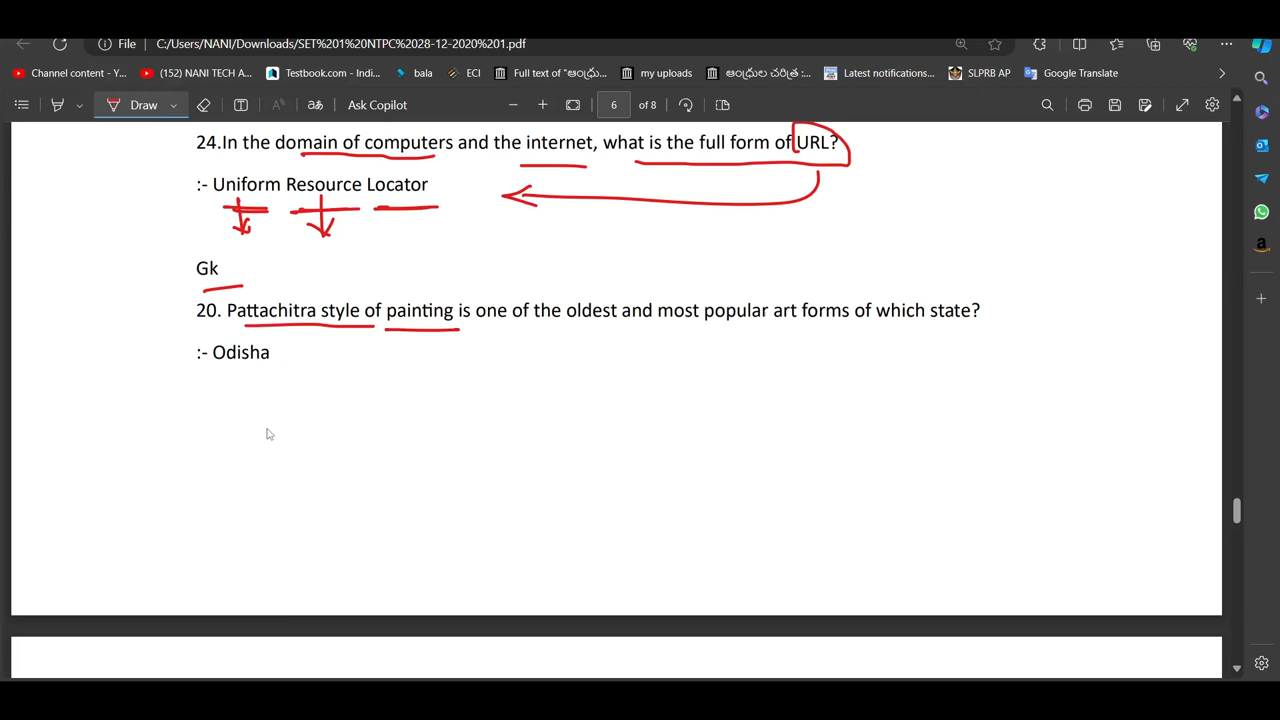 File C:/Users/NANI/Downloads/SET%201%20NTPC%2028-12-2020%201.pdf
Channel content - Y... (152) NANI TECH A... Testbook.com - Indi... bala ECI Full text of "ఆంధ్రు... my uploads ఆంధ్రుల చరిత్ర :... Latest notifications... SLPRB AP Google Translate
Draw Ask Copilot 6 of 8
24.In the domain of computers and the internet, what is the full form of URL?
:- Uniform Resource Locator
Gk
20. Pattachitra style of painting is one of the oldest and most popular art forms of which state?
:- Odisha